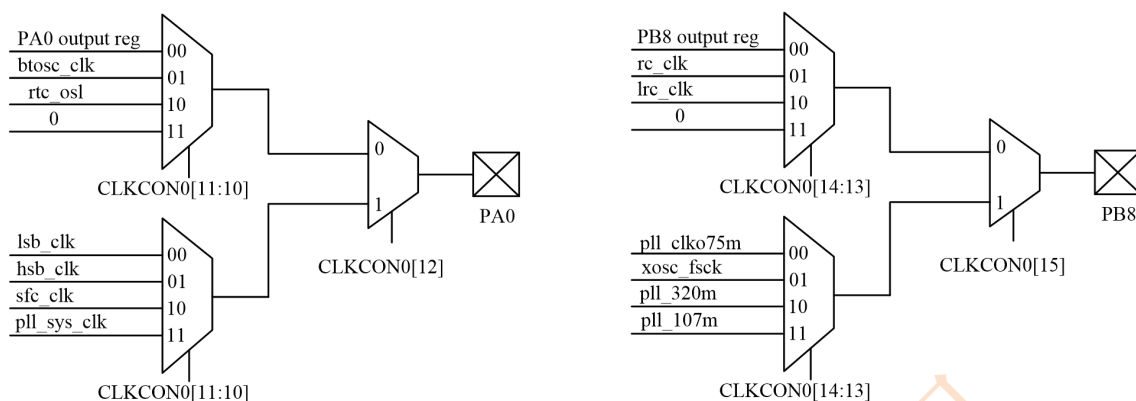 PA0 output reg
00
btosc_clk
01
rtc_osl
10
0
11
CLKCON0[11:10]
0
1
PA0
CLKCON0[12]
lsb_clk
00
hsb_clk
01
sfc_clk
10
pll_sys_clk
11
CLKCON0[11:10]
PB8 output reg
00
rc_clk
01
lrc_clk
10
0
11
CLKCON0[14:13]
0
1
PB8
CLKCON0[15]
pll_clko75m
00
xosc_fsck
01
pll_320m
10
pll_107m
11
CLKCON0[14:13]